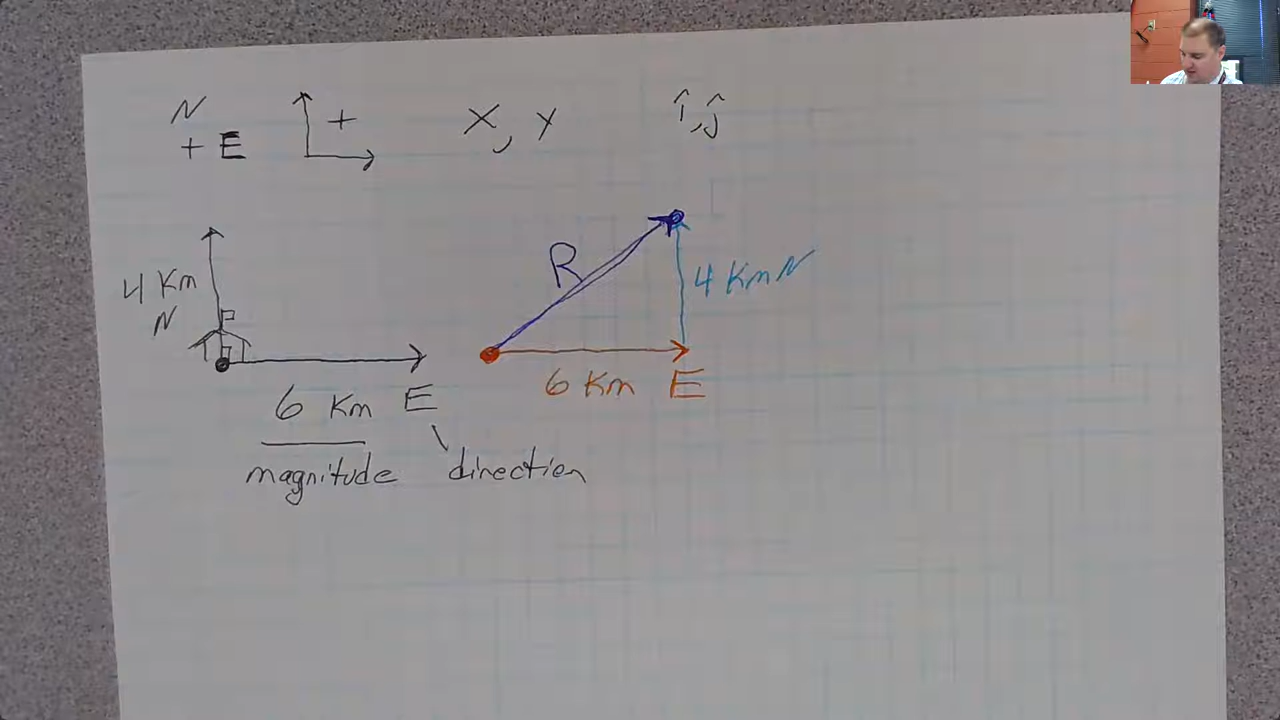 N
+ E
+
X, y
î, ĵ
4 Km
N
6 Km E
magnitude
direction
R
4 Km N
6 Km E